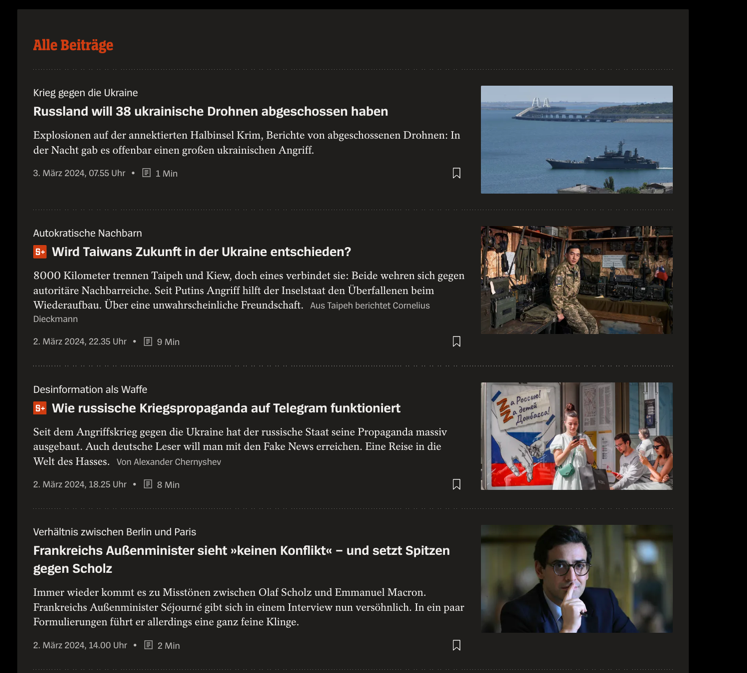 Alle Beiträge
Krieg gegen die Ukraine
Russland will 38 ukrainische Drohnen abgeschossen haben
Explosionen auf der annektierten Halbinsel Krim, Berichte von abgeschossenen Drohnen: In
der Nacht gab es offenbar einen großen ukrainischen Angriff.
3. März 2024, 07.55 Uhr • 1 Min
Autokratische Nachbarn
S+ Wird Taiwans Zukunft in der Ukraine entschieden?
8000 Kilometer trennen Taipeh und Kiew, doch eines verbindet sie: Beide wehren sich gegen
autoritäre Nachbarreiche. Seit Putins Angriff hilft der Inselstaat den Überfallenen beim
Wiederaufbau. Über eine unwahrscheinliche Freundschaft. Aus Taipeh berichtet Cornelius
Dieckmann
2. März 2024, 22.35 Uhr • 9 Min
Desinformation als Waffe
S+ Wie russische Kriegspropaganda auf Telegram funktioniert
Seit dem Angriffskrieg gegen die Ukraine hat der russische Staat seine Propaganda massiv
ausgebaut. Auch deutsche Leser will man mit den Fake News erreichen. Eine Reise in die
Welt des Hasses. Von Alexander Chernyshev
2. März 2024, 18.25 Uhr • 8 Min
Zа Россию!
Zа детей
Донбасса!
Verhältnis zwischen Berlin und Paris
Frankreichs Außenminister sieht »keinen Konflikt« – und setzt Spitzen
gegen Scholz
Immer wieder kommt es zu Misstönen zwischen Olaf Scholz und Emmanuel Macron.
Frankreichs Außenminister Séjourné gibt sich in einem Interview nun versöhnlich. In ein paar
Formulierungen führt er allerdings eine ganz feine Klinge.
2. März 2024, 14.00 Uhr • 2 Min